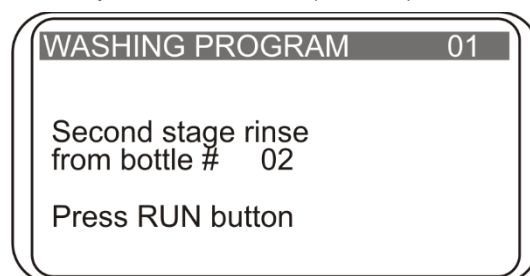 WASHING PROGRAM 01
Second stage rinse
from bottle # 02
Press RUN button